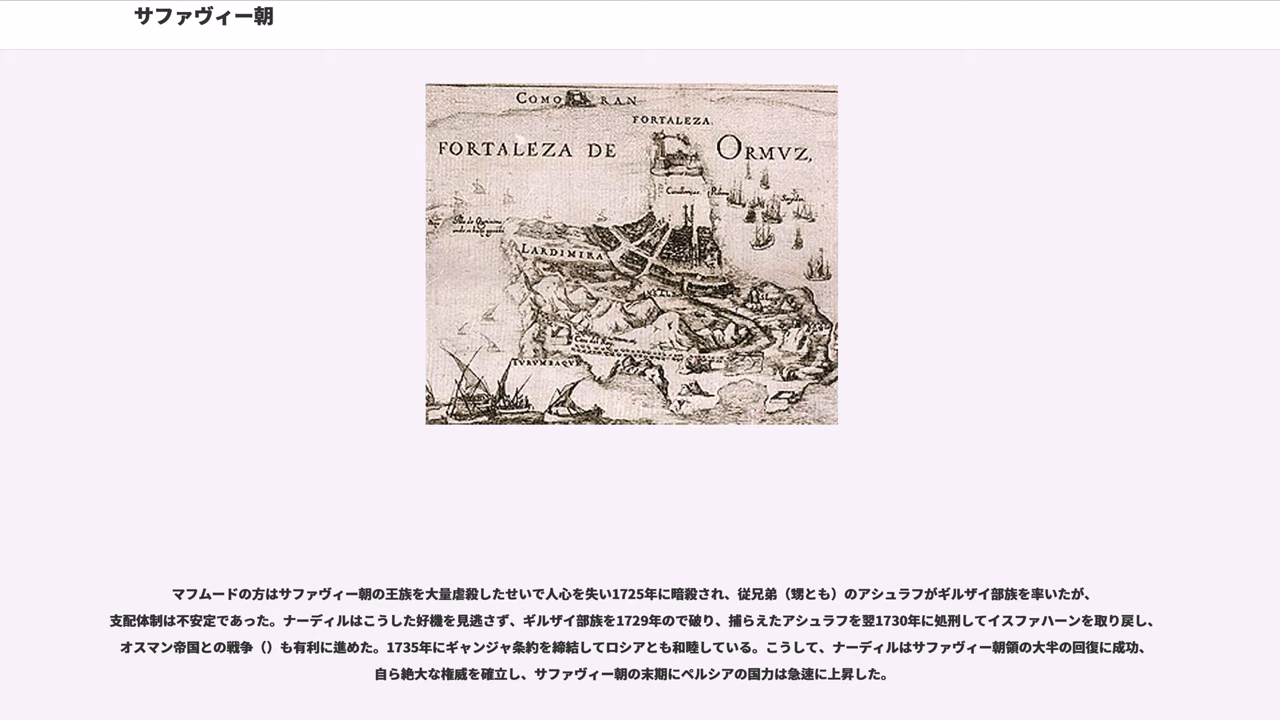 サファヴィー朝
COMO RAN
FORTALEZA.
FORTALEZA DE ORMVZ,
LARDIMIRA
TVRVMBAQVE
マフムードの方はサファヴィー朝の王族を大量虐殺したせいで人心を失い1725年に暗殺され、従兄弟（甥とも）のアシュラフがギルザイ部族を率いたが、
支配体制は不安定であった。ナーディルはこうした好機を見逃さず、ギルザイ部族を1729年ので破り、捕らえたアシュラフを翌1730年に処刑してイスファハーンを取り戻し、
オスマン帝国との戦争（）も有利に進めた。1735年にギャンジャ条約を締結してロシアとも和睦している。こうして、ナーディルはサファヴィー朝領の大半の回復に成功、
自ら絶大な権威を確立し、サファヴィー朝の末期にペルシアの国力は急速に上昇した。